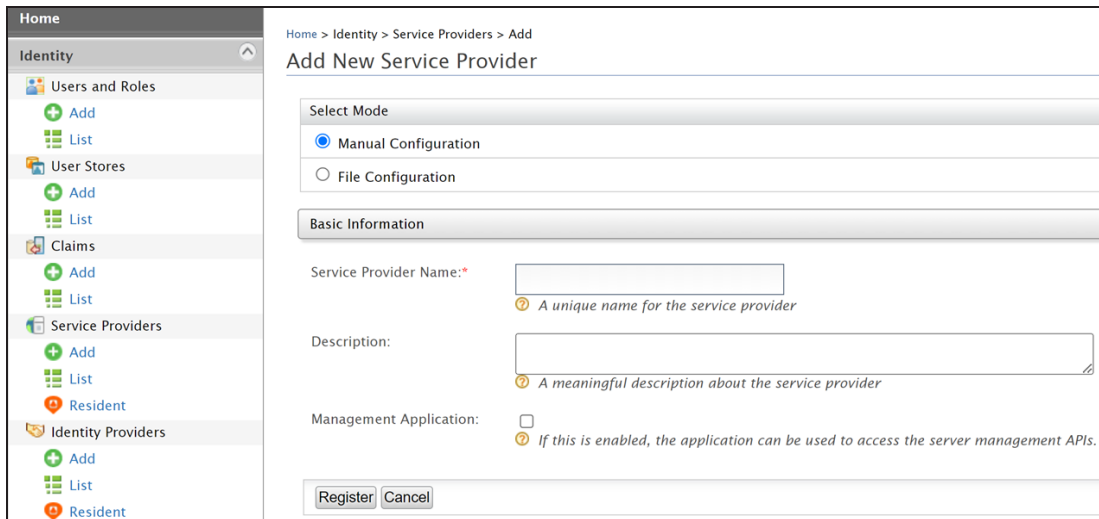 Home
Identity
Users and Roles
Add
List
User Stores
Add
List
Claims
Add
List
Service Providers
Add
List
Resident
Identity Providers
Add
List
Resident
Home > Identity > Service Providers > Add
Add New Service Provider
Select Mode
Manual Configuration
File Configuration
Basic Information
Service Provider Name:*
A unique name for the service provider
Description:
A meaningful description about the service provider
Management Application:
If this is enabled, the application can be used to access the server management APIs.
Register Cancel